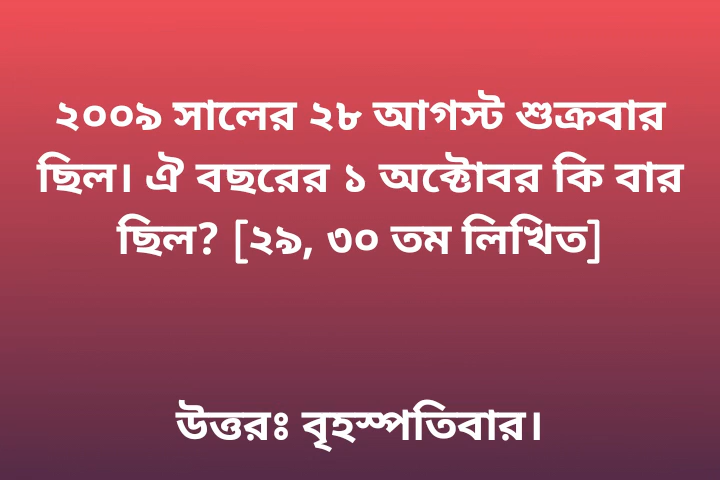 ২০০৯ সালের ২৮ আগস্ট শুক্রবার
ছিল। ঐ বছরের ১ অক্টোবর কি বার
ছিল? [২৯, ৩০ তম লিখিত]
উত্তরঃ বৃহস্পতিবার।